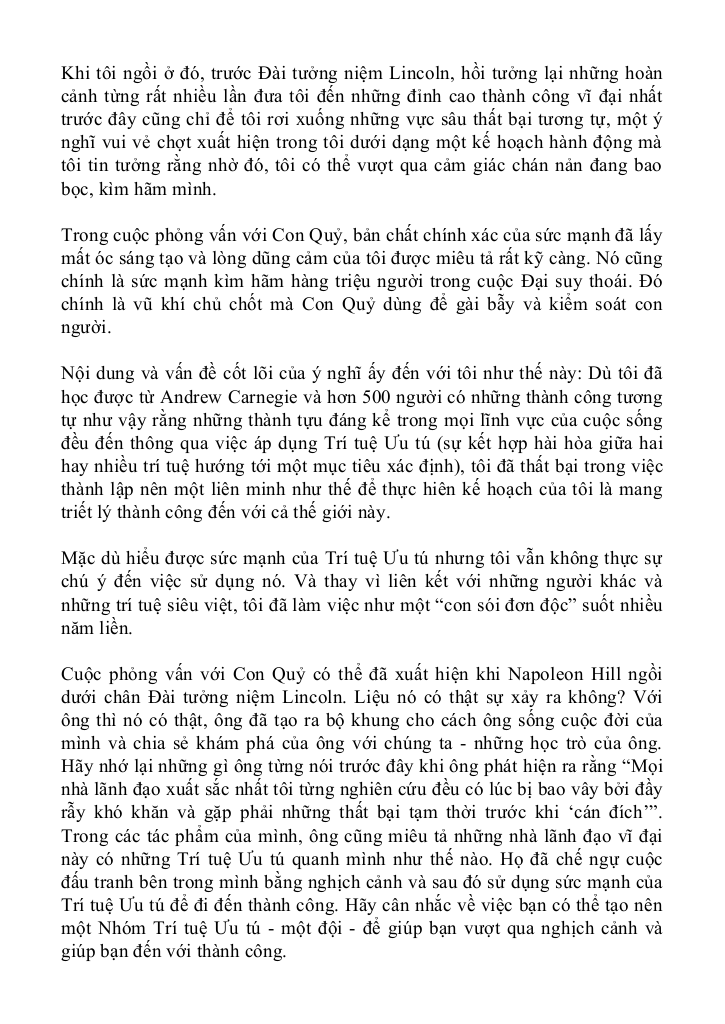 Khi tôi ngồi ở đó, trước Đài tưởng niệm Lincoln, hồi tưởng lại những hoàn
cảnh từng rất nhiều lần đưa tôi đến những đỉnh cao thành công vĩ đại nhất
trước đây cũng chỉ để tôi rơi xuống những vực sâu thất bại tương tự, một ý
nghĩ vui vẻ chợt xuất hiện trong tôi dưới dạng một kế hoạch hành động mà
tôi tin tưởng rằng nhờ đó, tôi có thể vượt qua cảm giác chán nản đang bao
bọc, kìm hãm mình.
Trong cuộc phỏng vấn với Con Quỷ, bản chất chính xác của sức mạnh đã lấy
mất óc sáng tạo và lòng dũng cảm của tôi được miêu tả rất kỹ càng. Nó cũng
chính là sức mạnh kìm hãm hàng triệu người trong cuộc Đại suy thoái. Đó
chính là vũ khí chủ chốt mà Con Quỷ dùng để gài bẫy và kiểm soát con
người.
Nội dung và vấn đề cốt lõi của ý nghĩ ấy đến với tôi như thế này: Dù tôi đã
học được từ Andrew Carnegie và hơn 500 người có những thành công tương
tự như vậy rằng những thành tựu đáng kể trong mọi lĩnh vực của cuộc sống
đều đến thông qua việc áp dụng Trí tuệ Ưu tú (sự kết hợp hài hòa giữa hai
hay nhiều trí tuệ hướng tới một mục tiêu xác định), tôi đã thất bại trong việc
thành lập nên một liên minh như thế để thực hiên kế hoạch của tôi là mang
triết lý thành công đến với cả thế giới này.
Mặc dù hiểu được sức mạnh của Trí tuệ Ưu tú nhưng tôi vẫn không thực sự
chú ý đến việc sử dụng nó. Và thay vì liên kết với những người khác và
những trí tuệ siêu việt, tôi đã làm việc như một “con sói đơn độc” suốt nhiều
năm liền.
Cuộc phỏng vấn với Con Quỷ có thể đã xuất hiện khi Napoleon Hill ngồi
dưới chân Đài tưởng niệm Lincoln. Liệu nó có thật sự xảy ra không? Với
ông thì nó có thật, ông đã tạo ra bộ khung cho cách ông sống cuộc đời của
mình và chia sẻ khám phá của ông với chúng ta - những học trò của ông.
Hãy nhớ lại những gì ông từng nói trước đây khi ông phát hiện ra rằng “Mọi
nhà lãnh đạo xuất sắc nhất tôi từng nghiên cứu đều có lúc bị bao vây bởi đầy
rẫy khó khăn và gặp phải những thất bại tạm thời trước khi ‘cán đích’”.
Trong các tác phẩm của mình, ông cũng miêu tả những nhà lãnh đạo vĩ đại
này có những Trí tuệ Ưu tú quanh mình như thế nào. Họ đã chế ngự cuộc
đấu tranh bên trong mình bằng nghịch cảnh và sau đó sử dụng sức mạnh của
Trí tuệ Ưu tú để đi đến thành công. Hãy cân nhắc về việc bạn có thể tạo nên
một Nhóm Trí tuệ Ưu tú - một đội - để giúp bạn vượt qua nghịch cảnh và
giúp bạn đến với thành công.